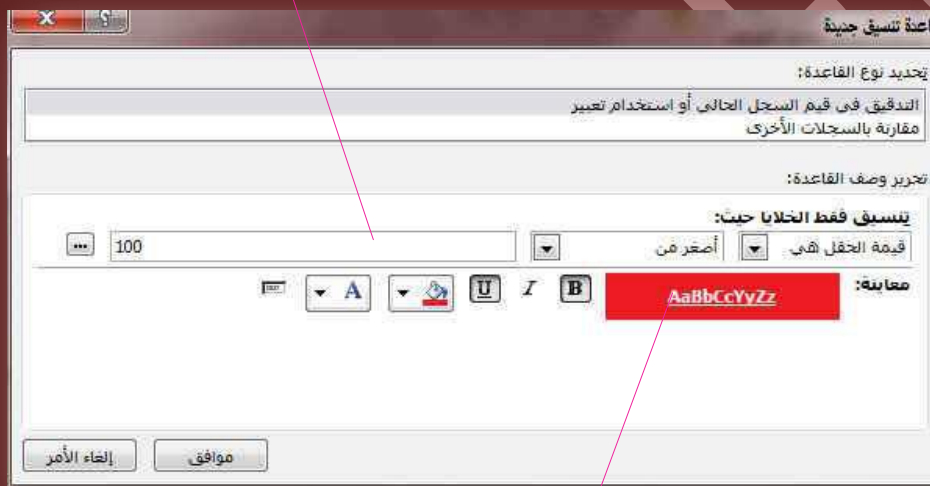 اعدة تنسيق جديدة
تحديد نوع القاعدة:
التدقيق في قيم السجل الحالي أو استخدام تعبير
مقارنة بالسجلات الأخرى
تحرير وصف القاعدة:
تنسيق فقط الخلايا حيث:
قيمة الحقل هي أصغر من 100 ...
معاينة: AaBbCcYyZz B I U A
موافق إلغاء الأمر